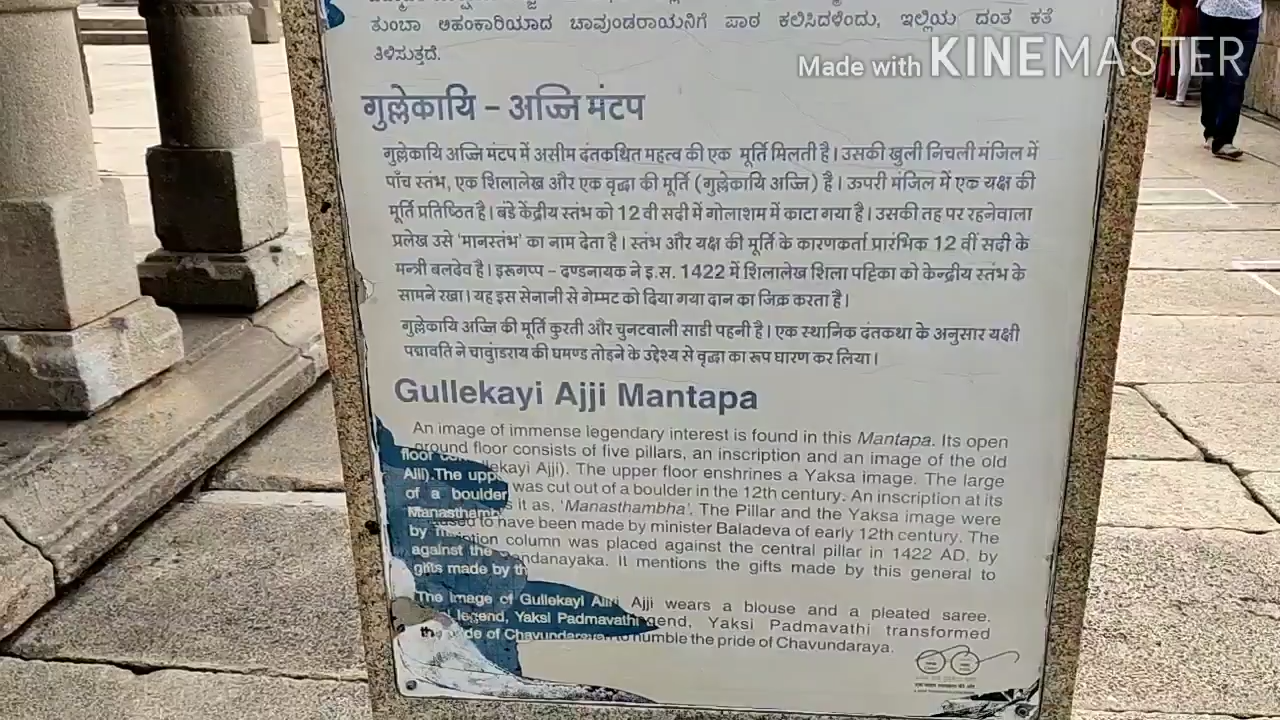 ತುಂಬಾ ಅಹಂಕಾರಿಯಾದ ಚಾವುಂಡರಾಯನಿಗೆ ಪಾಠ ಕಲಿಸಿದಳೆಂದು, ಇಲ್ಲಿಯ ದಂತ ಕತೆ
ತಿಳಿಸುತ್ತದೆ.
Made with KINEMASTER
गुल्लेकायि - अज्जि मंटप
गुल्लेकायि अज्जि मंटप में असीम दंतकथित महत्व की एक मूर्ति मिलती है। उसकी खुली निचली मंजिल में
पाँच स्तंभ, एक शिलालेख और एक वृद्धा की मूर्ति (गुल्लेकायि अज्जि) है। ऊपरी मंजिल में एक यक्ष की
मूर्ति प्रतिष्ठित है। बडे केंद्रीय स्तंभ को 12 वी सदी में गोलाशम में काटा गया है। उसकी तह पर रहनेवाला
प्रलेख उसे 'मानस्तंभ' का नाम देता है। स्तंभ और यक्ष की मूर्ति के कारणकर्ता प्रारंभिक 12 वीं सदी के
मन्त्री बलदेव है। इरूगप्प - दण्डनायक ने इ.स. 1422 में शिलालेख शिला पट्टिका को केन्द्रीय स्तंभ के
सामने रखा। यह इस सेनानी से गेम्मट को दिया गया दान का जिक्र करता है।
गुल्लेकायि अज्जि की मूर्ति कुरती और चुनटवाली साडी पहनी है। एक स्थानिक दंतकथा के अनुसार यक्षी
पद्मावति ने चावुंडराय की घमण्ड तोड़ने के उद्देश्य से वृद्धा का रूप धारण कर लिया।
Gullekayi Ajji Mantapa
An image of immense legendary interest is found in this Mantapa. Its open
ground floor consists of five pillars, an inscription and an image of the old
floor lekayi Ajji). The upper floor enshrines a Yaksa image. The large
The upp was cut out of a boulder in the 12th century. An inscription at its
of a boulder s it as, 'Manasthambha'. The Pillar and the Yaksa image were
Manasthamb to have been made by minister Baladeva of early 12th century. The
by column was placed against the central pillar in 1422 AD. by
against the ndanayaka. It mentions the gifts made by this general to
gifts made by th
The image of Gullekayi Ajji wears a blouse and a pleated saree.
legend, Yaksi Padmavathi gend, Yaksi Padmavathi transformed
the pride of Chavundaraya to humble the pride of Chavundaraya.